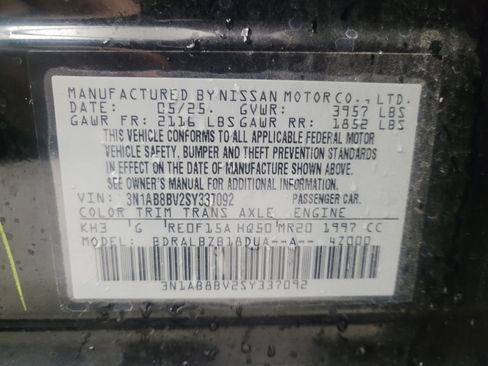 MANUFACTURED BY NISSAN MOTOR CO., LTD.
DATE: 05/25. GVWR: 3957 LBS
GAWR FR: 2116 LBS GAWR RR: 1852 LBS
THIS VEHICLE CONFORMS TO ALL APPLICABLE FEDERAL MOTOR
VEHICLE SAFETY, BUMPER AND THEFT PREVENTION STANDARDS
IN EFFECT ON THE DATE OF MANUFACTURE SHOWN ABOVE.
SEE OWNER'S MANUAL FOR ADDITIONAL INFORMATION.
VIN: 3N1AB8BV2SY337092 PASSENGER CAR.
COLOR TRIM TRANS AXLE ENGINE
KH3 G RE0F15A HQ50 MR20 1997 CC
MODEL: BDRALBZB18DUA--A-- 4Z000
3N1AB8BV2SY337092